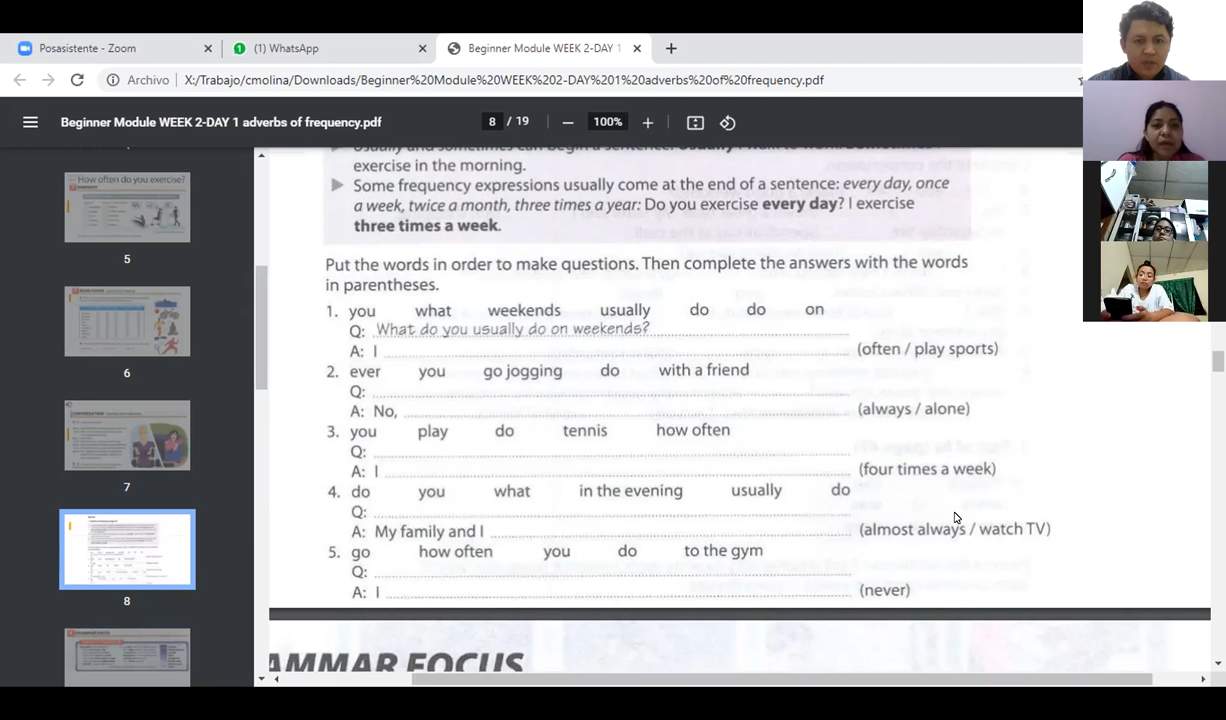 Posasistente - Zoom
(1) WhatsApp
Beginner Module WEEK 2-DAY 1
Archivo
X:/Trabajo/cmolina/Downloads/Beginner%20Module%20WEEK%202-DAY%201%20adverbs%20of%20frequency.pdf
Beginner Module WEEK 2-DAY 1 adverbs of frequency.pdf
8 / 19
100%
How often do you exercise?
5
6
7
8
exercise in the morning.
Some frequency expressions usually come at the end of a sentence: every day, once
a week, twice a month, three times a year: Do you exercise every day? I exercise
three times a week.
Put the words in order to make questions. Then complete the answers with the words
in parentheses.
1. you what weekends usually do do on
Q: What do you usually do on weekends?
A: I (often / play sports)
2. ever you go jogging do with a friend
Q:
A: No, (always / alone)
3. you play do tennis how often
Q:
A: I (four times a week)
4. do you what in the evening usually do
Q:
A: My family and I (almost always / watch TV)
5. go how often you do to the gym
Q:
A: I (never)
AMMAR FOCUS